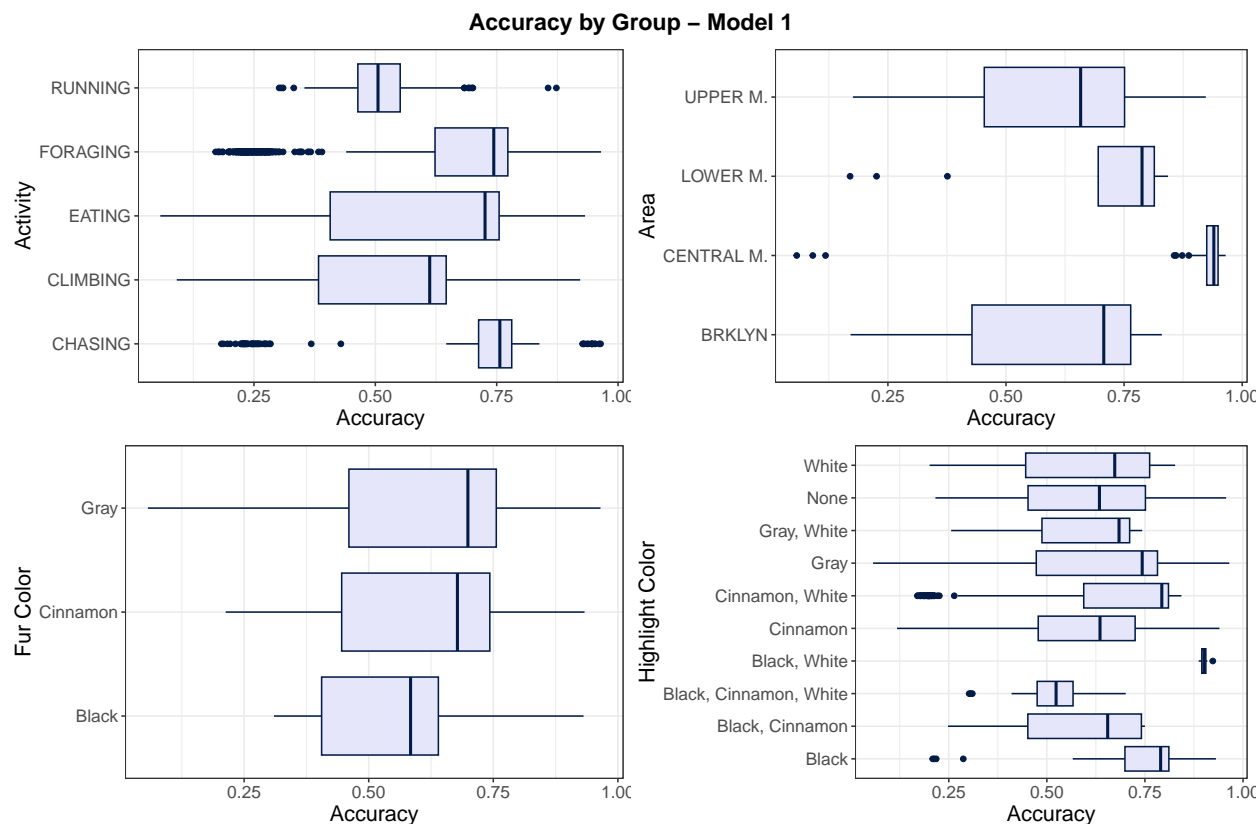 Accuracy by Group – Model 1
Activity
RUNNING
FORAGING
EATING
CLIMBING
CHASING
0.25
0.50
0.75
1.00
Accuracy
Area
UPPER M.
LOWER M.
CENTRAL M.
BRKLYN
0.25
0.50
0.75
1.00
Accuracy
Fur Color
Gray
Cinnamon
Black
0.25
0.50
0.75
1.00
Accuracy
Highlight Color
White
None
Gray, White
Gray
Cinnamon, White
Cinnamon
Black, White
Black, Cinnamon, White
Black, Cinnamon
Black
0.25
0.50
0.75
1.00
Accuracy